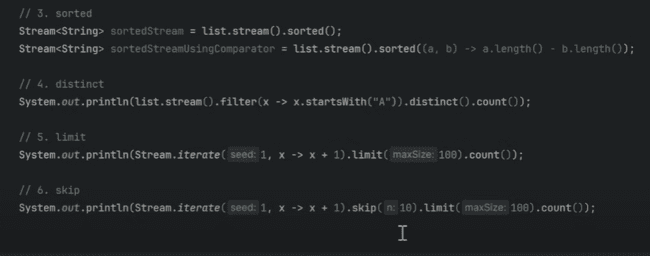 // 3. sorted
Stream<String> sortedStream = list.stream().sorted();
Stream<String> sortedStreamUsingComparator = list.stream().sorted((a, b) -> a.length() - b.length());
// 4. distinct
System.out.println(list.stream().filter(x -> x.startsWith("A")).distinct().count());
// 5. limit
System.out.println(Stream.iterate( seed: 1, x -> x + 1).limit( maxSize: 100).count());
// 6. skip
System.out.println(Stream.iterate( seed: 1, x -> x + 1).skip( n: 10).limit( maxSize: 100).count());